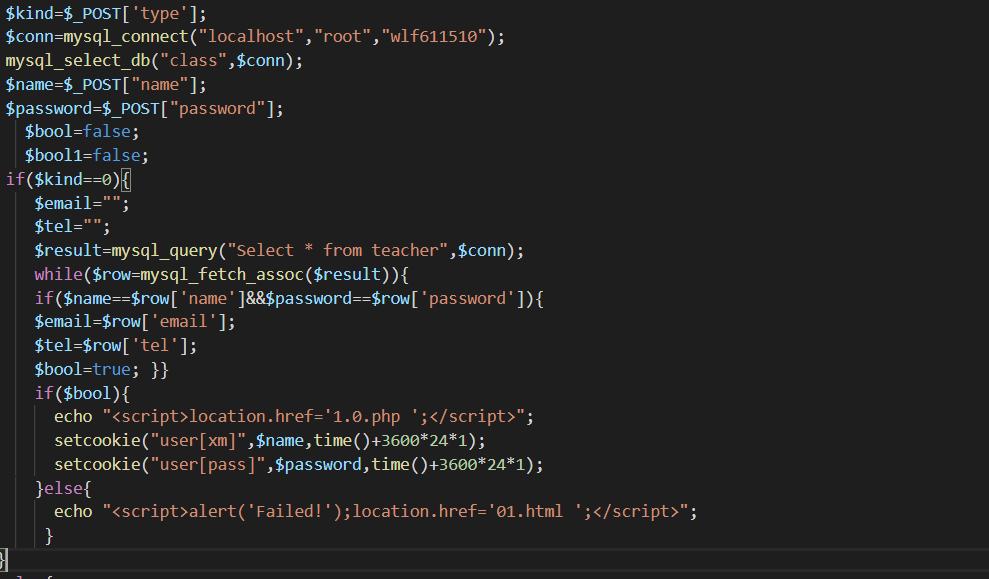 $kind=$_POST['type'];
$conn=mysql_connect("localhost","root","wlf611510");
mysql_select_db("class",$conn);
$name=$_POST["name"];
$password=$_POST["password"];
$bool=false;
$bool1=false;
if($kind==0){
$email="";
$tel="";
$result=mysql_query("Select * from teacher",$conn);
while($row=mysql_fetch_assoc($result)){
if($name==$row['name']&&$password==$row['password']){
$email=$row['email'];
$tel=$row['tel'];
$bool=true; }}
if($bool){
echo "<script>location.href='1.0.php ';</script>";
setcookie("user[xm]",$name,time()+3600*24*1);
setcookie("user[pass]",$password,time()+3600*24*1);
}else{
echo "<script>alert('Failed!');location.href='01.html ';</script>";
}
}